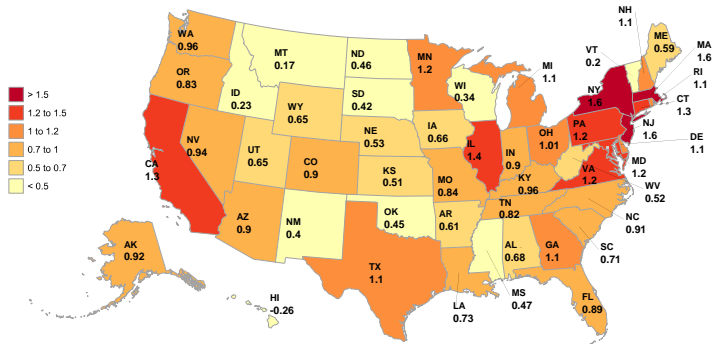 > 1.5
1.2 to 1.5
1 to 1.2
0.7 to 1
0.5 to 0.7
< 0.5
WA
0.96
OR
0.83
CA
1.3
NV
0.94
ID
0.23
MT
0.17
WY
0.65
UT
0.65
CO
0.9
AZ
0.9
NM
0.4
ND
0.46
SD
0.42
NE
0.53
KS
0.51
OK
0.45
TX
1.1
MN
1.2
IA
0.66
MO
0.84
AR
0.61
LA
0.73
WI
0.34
IL
1.4
MI
1.1
IN
0.9
OH
1.01
KY
0.96
TN
0.82
MS
0.47
AL
0.68
GA
1.1
FL
0.89
SC
0.71
NC
0.91
VA
1.2
WV
0.52
MD
1.2
DE
1.1
PA
1.2
NJ
1.6
NY
1.6
CT
1.3
RI
1.1
MA
1.6
VT
0.2
NH
1.1
ME
0.59
AK
0.92
HI
-0.26